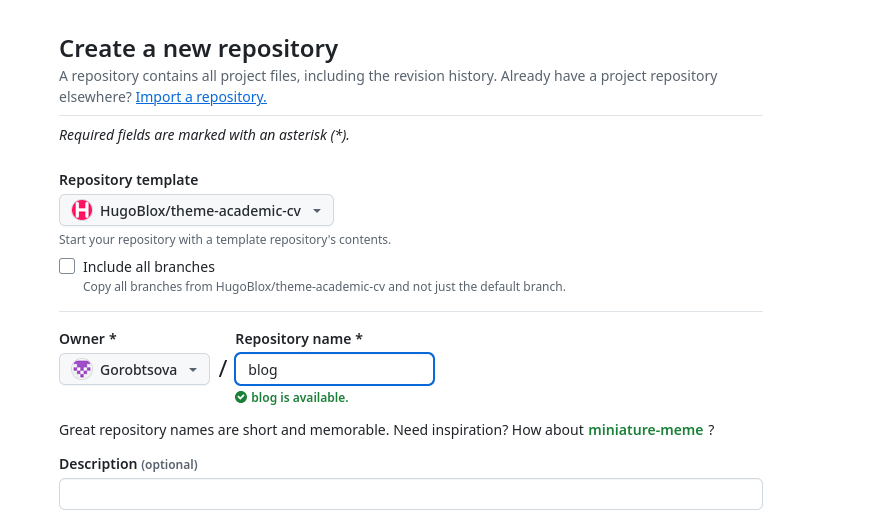 Create a new repository
A repository contains all project files, including the revision history. Already have a project repository
elsewhere? Import a repository.
Required fields are marked with an asterisk (*).
Repository template
HugoBlox/theme-academic-cv
Start your repository with a template repository's contents.
Include all branches
Copy all branches from HugoBlox/theme-academic-cv and not just the default branch.
Owner * Repository name *
Gorobtsova / blog
blog is available.
Great repository names are short and memorable. Need inspiration? How about miniature-meme ?
Description (optional)